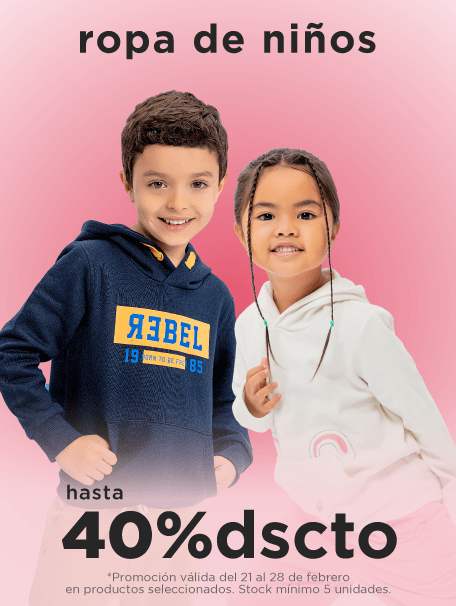 ropa de niños
ЯƎBEL
19 BORN TO BE FREE 85
hasta
40%dscto
*Promoción válida del 21 al 28 de febrero
en productos seleccionados. Stock mínimo 5 unidades.